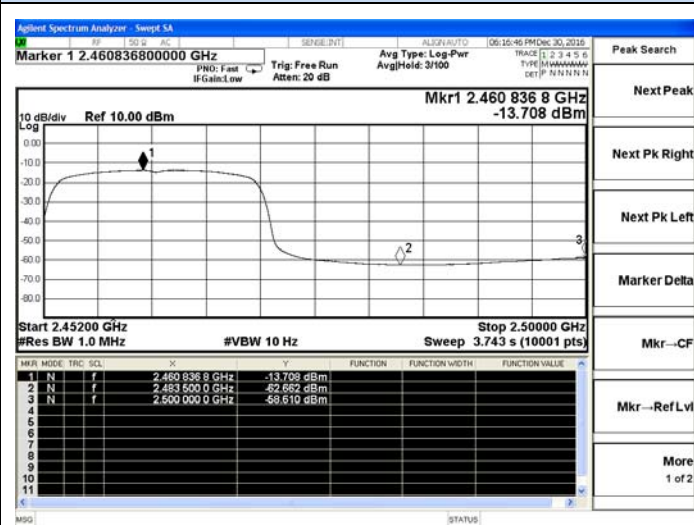 Agilent Spectrum Analyzer - Swept SA
RF 50 Ω AC SENSE:INT ALIGN AUTO 06:16:46 PM Dec 30, 2016
Marker 1 2.460836800000 GHz
PNO: Fast
IFGain:Low
Trig: Free Run
Atten: 20 dB
Avg Type: Log-Pwr
Avg|Hold: 3/100
TRACE 1 2 3 4 5 6
TYPE M
DET P N N N N N
Peak Search
Next Peak
Next Pk Right
Next Pk Left
Marker Delta
Mkr→CF
Mkr→RefLvl
More
1 of 2
Mkr1 2.460 836 8 GHz
-13.708 dBm
10 dB/div Ref 10.00 dBm
Log
0.00
-10.0
-20.0
-30.0
-40.0
-50.0
-60.0
-70.0
-80.0
1
2
3
Start 2.45200 GHz
Stop 2.50000 GHz
#Res BW 1.0 MHz
#VBW 10 Hz
Sweep 3.743 s (10001 pts)
MKR MODE TRC SCL X Y FUNCTION FUNCTION WIDTH FUNCTION VALUE
1 N f 2.460 836 8 GHz -13.708 dBm
2 N f 2.483 500 0 GHz -62.662 dBm
3 N f 2.500 000 0 GHz -58.610 dBm
4
5
6
7
8
9
10
11
MSG
STATUS